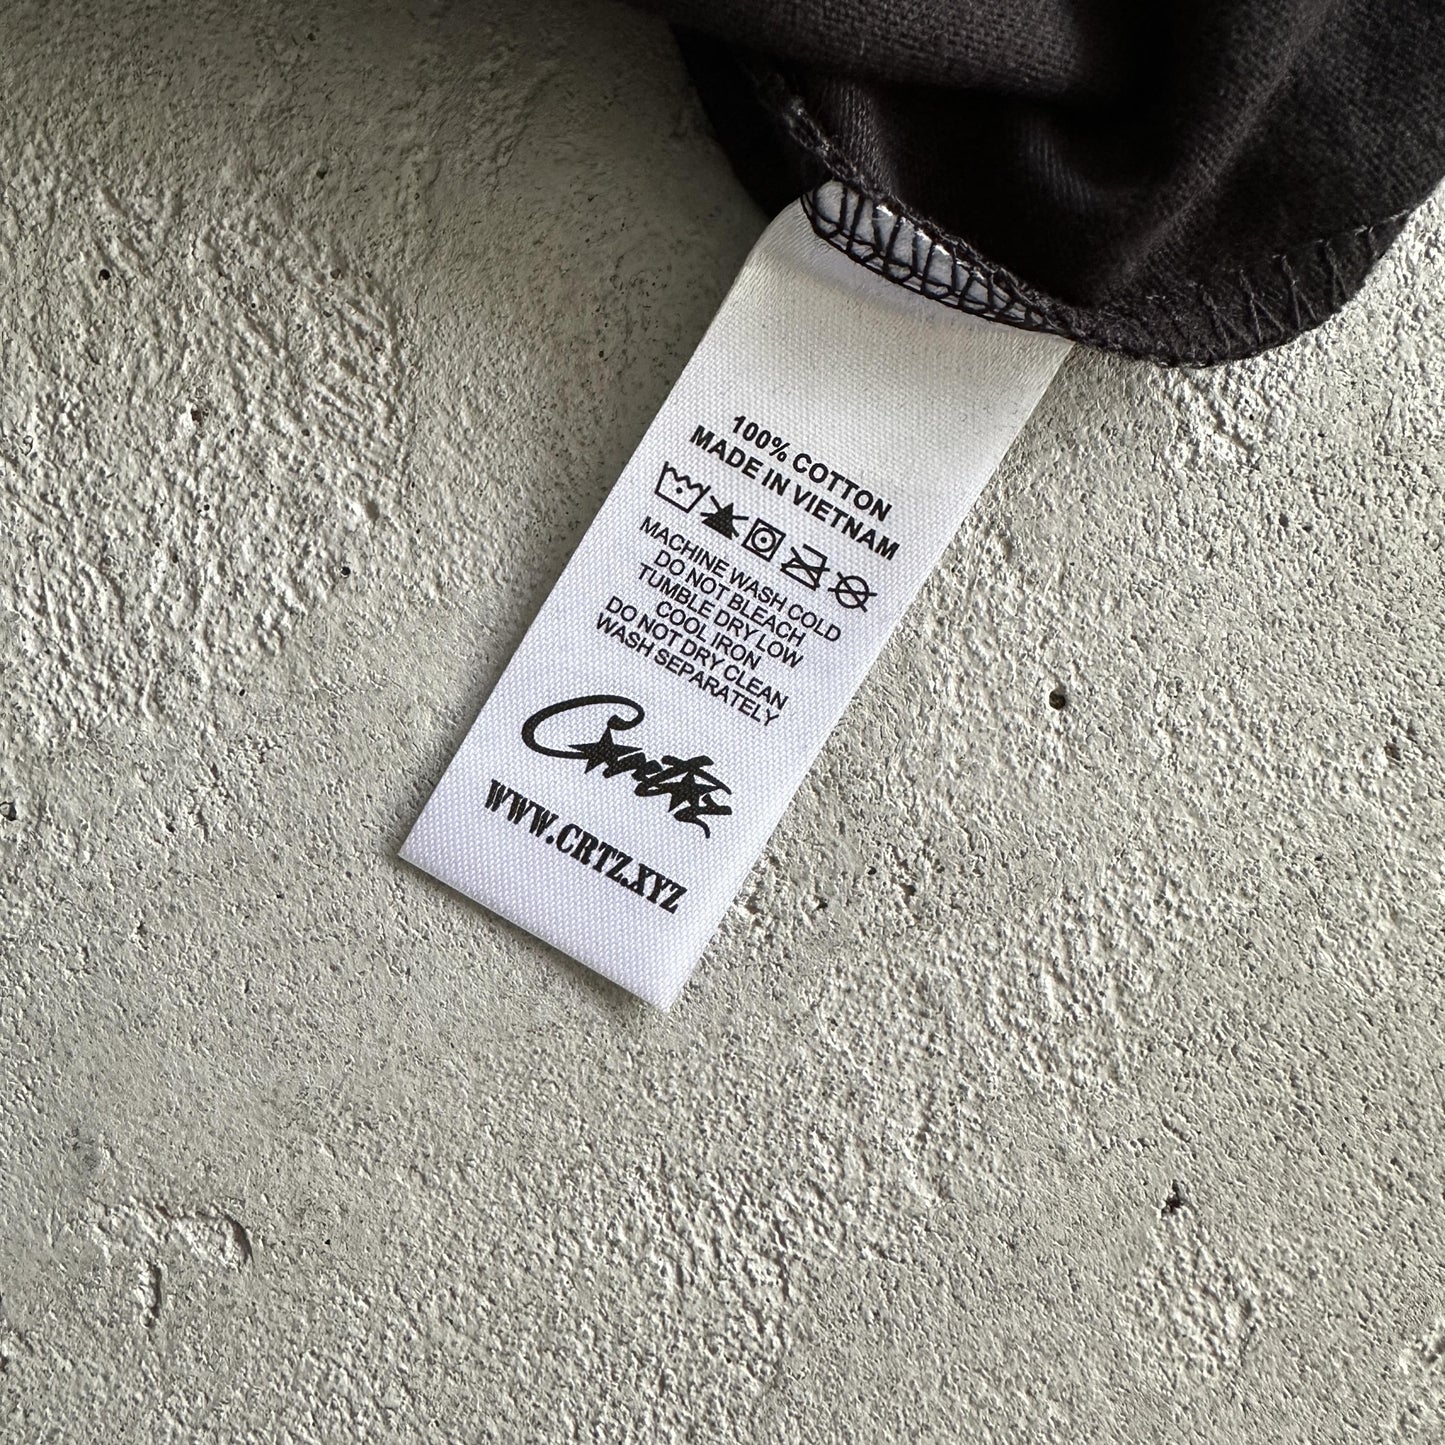 100% COTTON
MADE IN VIETNAM
MACHINE WASH COLD
DO NOT BLEACH
TUMBLE DRY LOW
COOL IRON
DO NOT DRY CLEAN
WASH SEPARATELY
Corteiz
WWW.CRTZ.XYZ